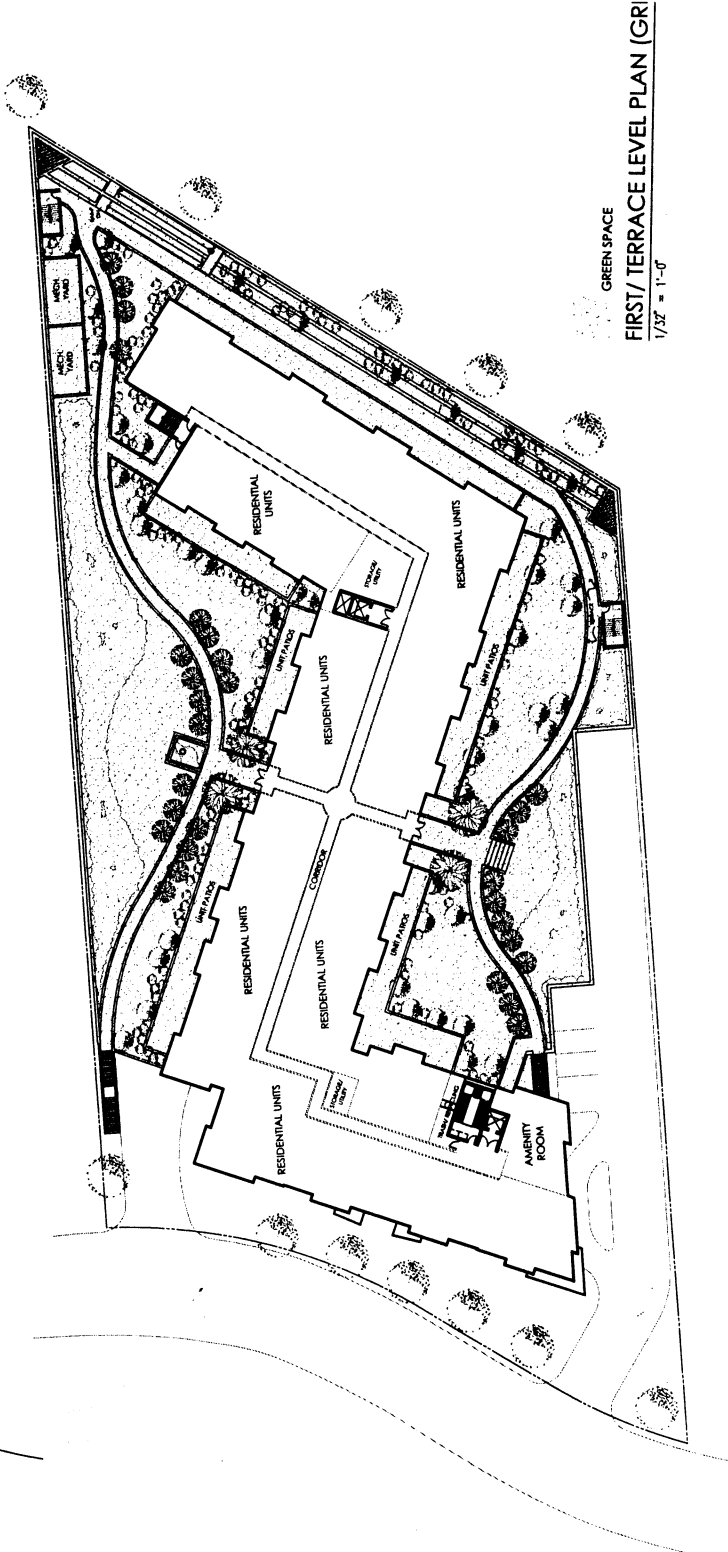 GREEN SPACE
FIRST/ TERRACE LEVEL PLAN (GRI
1/32" = 1'-0"
MECH.
YARD
MECH.
YARD
RESIDENTIAL
UNITS
STORAGE/
UTILITY
RESIDENTIAL UNITS
UNIT PATIOS
RESIDENTIAL UNITS
UNIT PATIOS
CORRIDOR
UNIT PATIOS
RESIDENTIAL UNITS
RESIDENTIAL UNITS
UNIT PATIOS
STORAGE/
UTILITY
RESIDENTIAL UNITS
AMENITY
ROOM